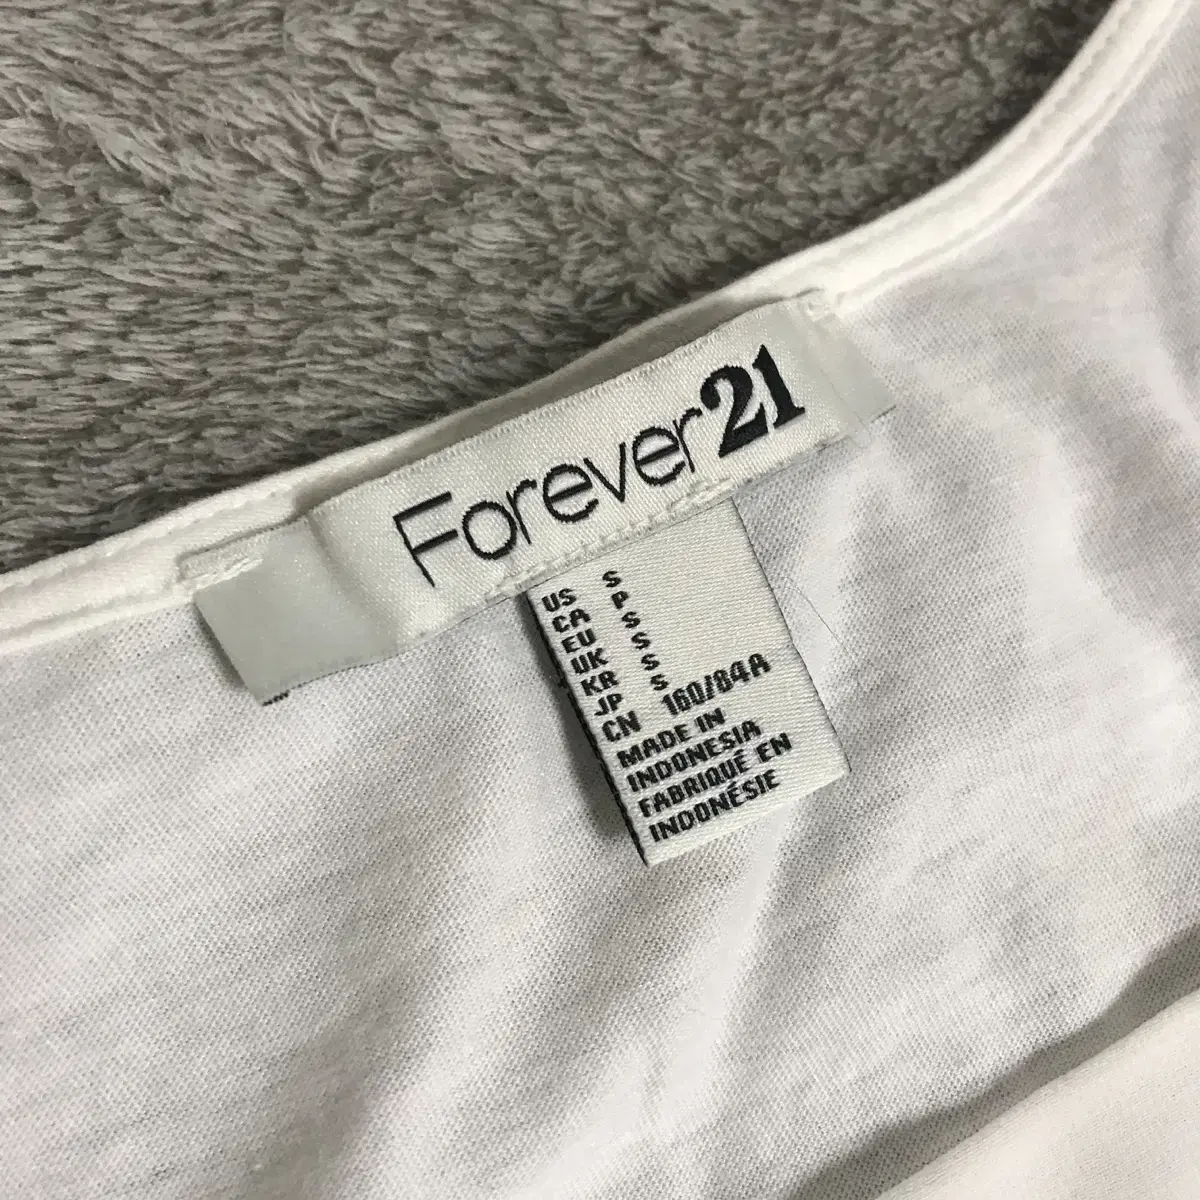 Forever21
US S
CA P
EU S
UK S
KR S
JP S
CN 160/84A
MADE IN
INDONESIA
FABRIQUÉ EN
INDONÉSIE